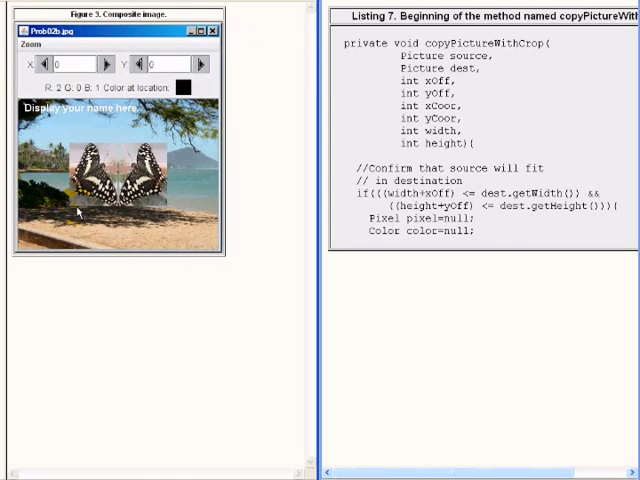 Figure 3. Composite image.
Prob02b.jpg
Zoom
X: 0 Y: 0
R: 2 G: 0 B: 1 Color at location:
Display your name here.
Listing 7. Beginning of the method named copyPictureWith
private void copyPictureWithCrop(
Picture source,
Picture dest,
int xOff,
int yOff,
int xCoor,
int yCoor,
int width,
int height){
//Confirm that source will fit
// in destination
if(((width+xOff) <= dest.getWidth()) &&
((height+yOff) <= dest.getHeight())){
Pixel pixel=null;
Color color=null;